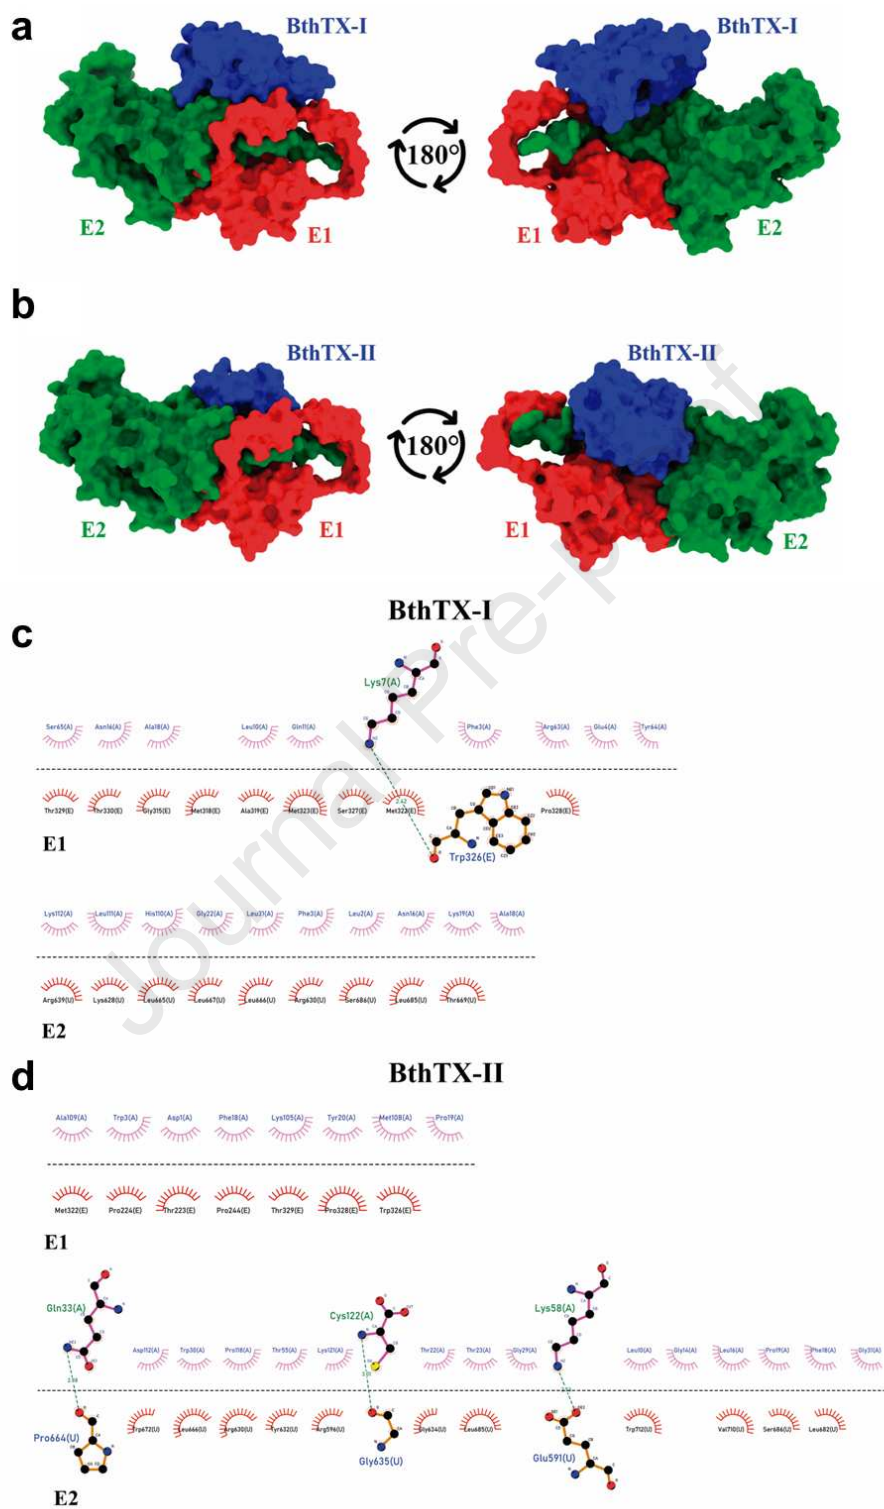 a
BthTX-I
BthTX-I
180°
E2
E1
E1
E2
b
BthTX-II
BthTX-II
180°
E2
E1
E1
E2
Journal Pre-proof
BthTX-I
c
Lys7(A)
Ser65(A) Asn16(A) Ala18(A) Leu10(A) Gln11(A) Phe3(A) Arg63(A) Glu4(A) Tyr64(A)
Thr329(E) Thr330(E) Gly315(E) Met318(E) Ala319(E) Met323(E) Ser327(E) Met322(E) 2.62 Pro328(E)
E1
Trp326(E)
Lys112(A) Leu111(A) His110(A) Gly22(A) Leu31(A) Phe3(A) Leu2(A) Asn16(A) Lys19(A) Ala18(A)
Arg639(U) Lys628(U) Leu665(U) Leu667(U) Leu666(U) Arg630(U) Ser686(U) Leu685(U) Thr669(U)
E2
BthTX-II
d
Ala109(A) Trp3(A) Asp1(A) Phe18(A) Lys105(A) Tyr20(A) Met108(A) Pro19(A)
Met322(E) Pro224(E) Thr223(E) Pro244(E) Thr329(E) Pro328(E) Trp326(E)
E1
Gln33(A) Cys122(A) Lys58(A)
Asp112(A) Trp30(A) Pro118(A) Thr55(A) Lys121(A) Thr22(A) Thr23(A) Gly29(A) Leu10(A) Gly14(A) Leu16(A) Pro19(A) Phe18(A) Gly31(A)
Trp672(U) Leu666(U) Arg630(U) Tyr632(U) Arg596(U) Gly634(U) Leu685(U) Trp712(U) Val710(U) Ser686(U) Leu682(U)
Pro664(U) Gly635(U) Glu591(U)
E2